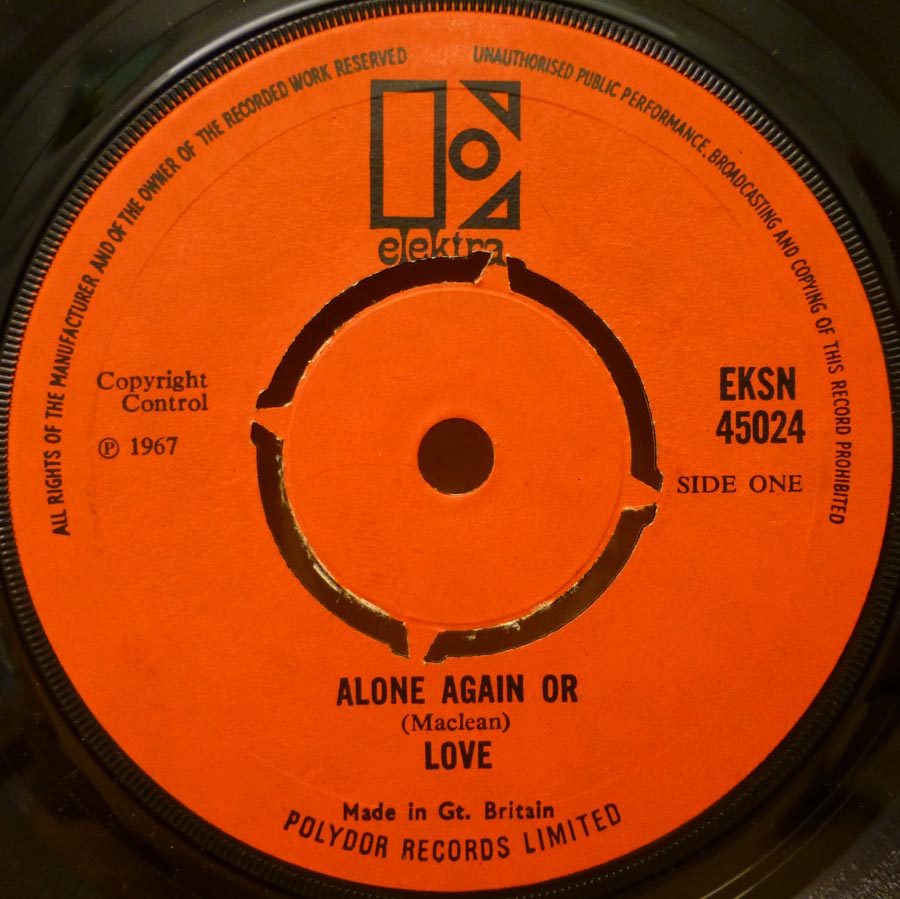 ALL RIGHTS OF THE MANUFACTURER AND OF THE OWNER OF THE RECORDED WORK RESERVED
UNAUTHORISED PUBLIC PERFORMANCE, BROADCASTING AND COPYING OF THIS RECORD PROHIBITED
elektra
Copyright
Control
℗ 1967
EKSN
45024
SIDE ONE
ALONE AGAIN OR
(Maclean)
LOVE
Made in Gt. Britain
POLYDOR RECORDS LIMITED